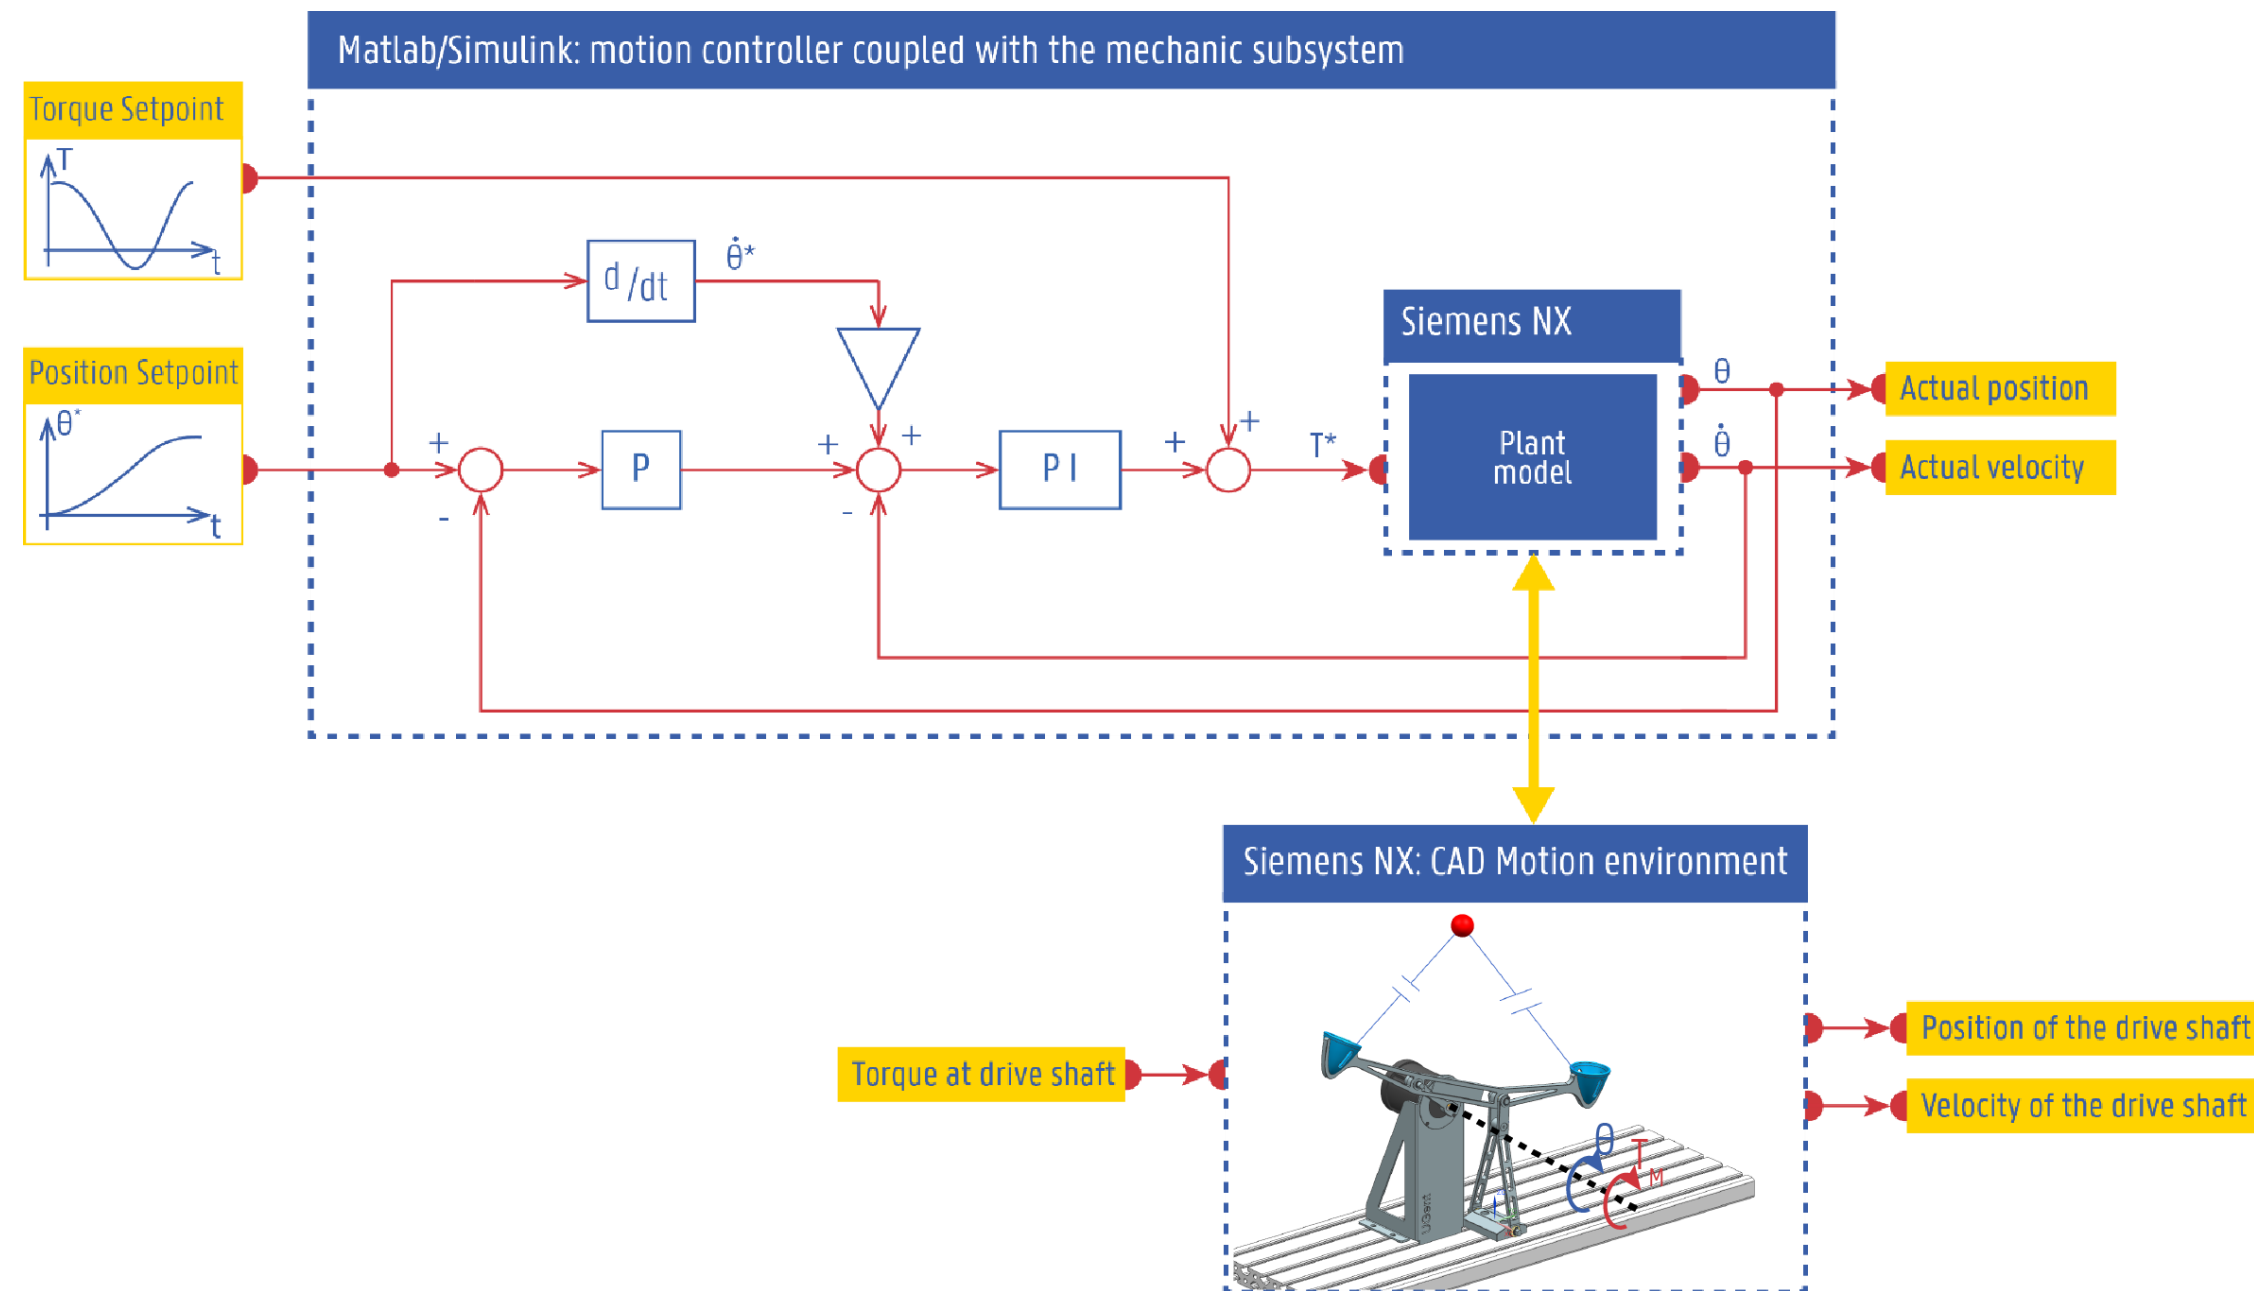 Matlab/Simulink: motion controller coupled with the mechanic subsystem
Torque Setpoint
T
t
d/dt
θ̇*
Position Setpoint
θ*
t
+
-
P
+
+
-
P I
+
+
T*
Siemens NX
Plant
model
θ
θ̇
Actual position
Actual velocity
Siemens NX: CAD Motion environment
Torque at drive shaft
Position of the drive shaft
Velocity of the drive shaft
θ
T
M
UGent